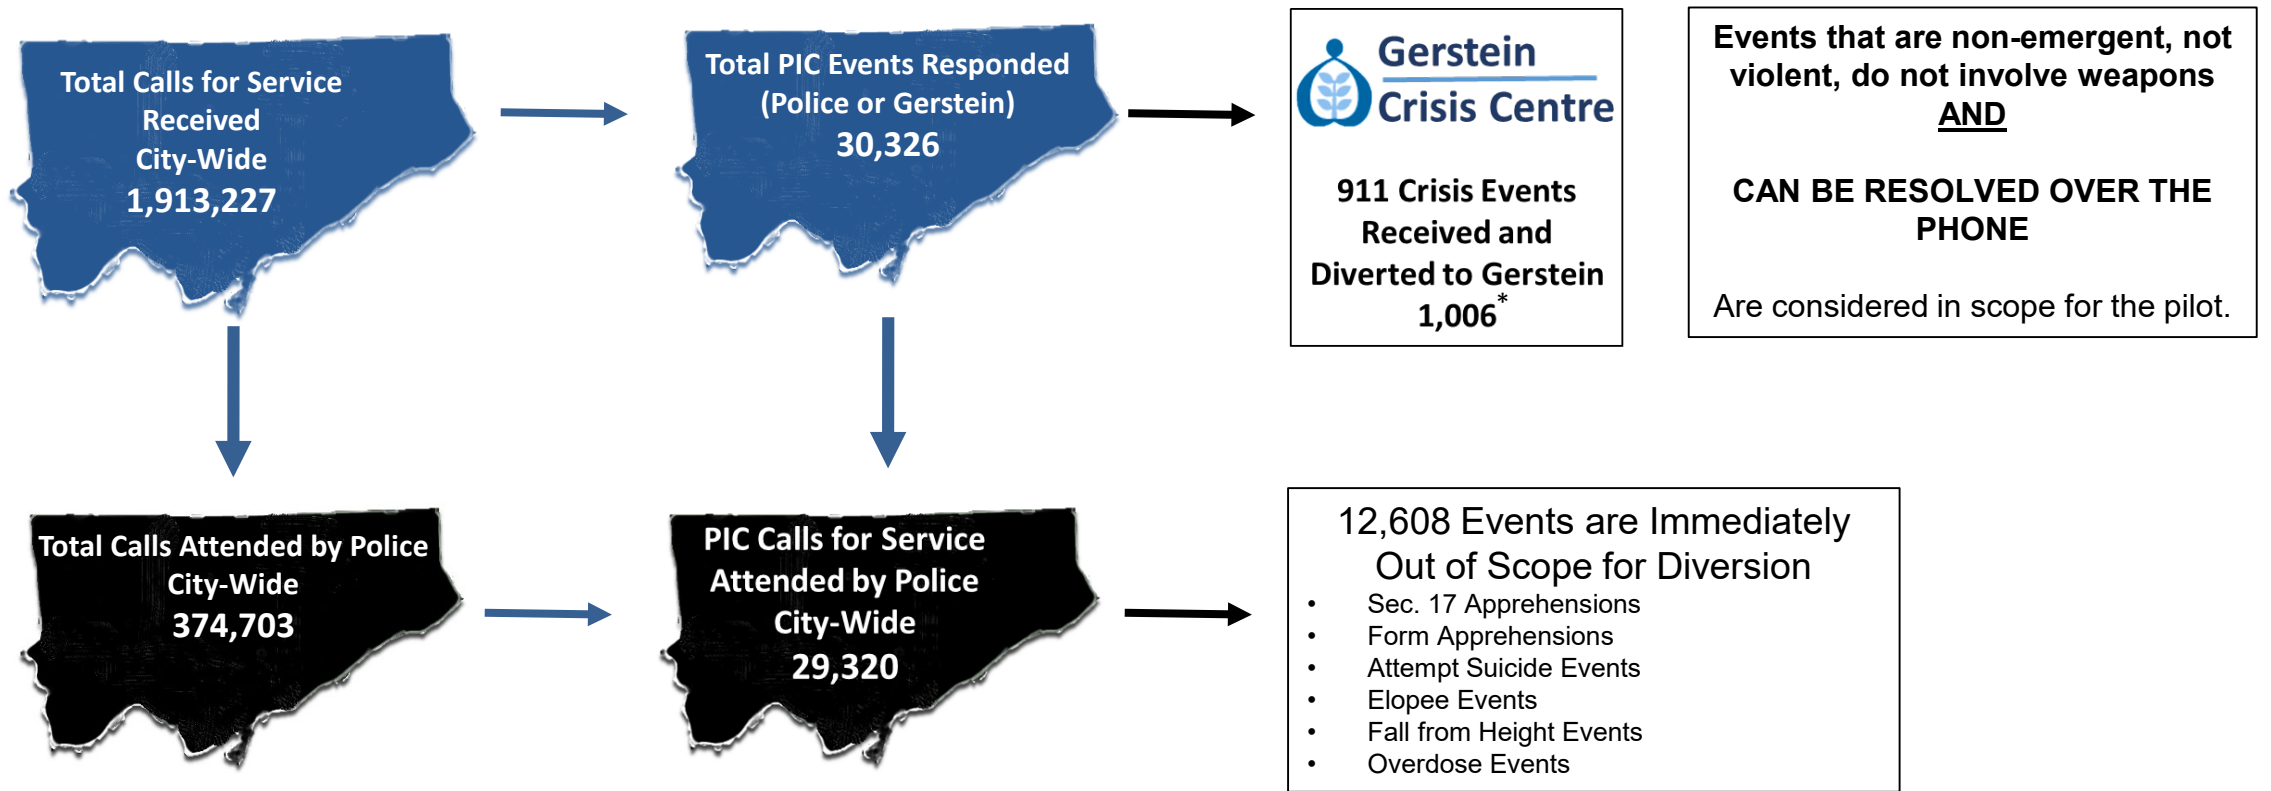 Total Calls for Service
Received
City-Wide
1,913,227
Total PIC Events Responded
(Police or Gerstein)
30,326
Gerstein
Crisis Centre
911 Crisis Events
Received and
Diverted to Gerstein
1,006*
Events that are non-emergent, not
violent, do not involve weapons
AND
CAN BE RESOLVED OVER THE
PHONE
Are considered in scope for the pilot.
Total Calls Attended by Police
City-Wide
374,703
PIC Calls for Service
Attended by Police
City-Wide
29,320
12,608 Events are Immediately
Out of Scope for Diversion
• Sec. 17 Apprehensions
• Form Apprehensions
• Attempt Suicide Events
• Elopee Events
• Fall from Height Events
• Overdose Events